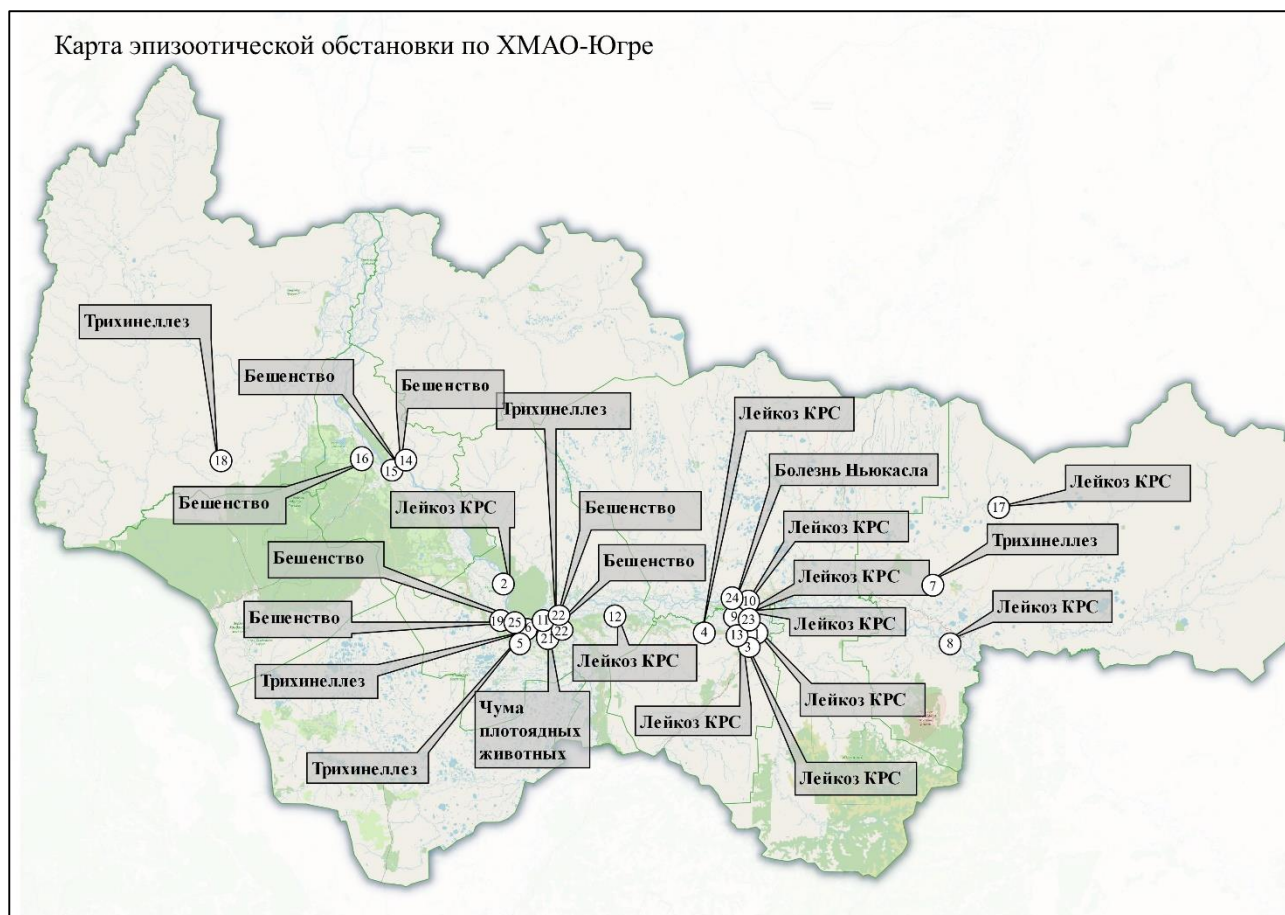 Карта эпизоотической обстановки по ХМАО-Югре
Трихинеллез
Бешенство
Бешенство
Трихинеллез
Лейкоз КРС
Болезнь Ньюкасла
18
16
15
14
Бешенство
Лейкоз КРС
Бешенство
Лейкоз КРС
17
Лейкоз КРС
Бешенство
Бешенство
Лейкоз КРС
Трихинеллез
2
7
Бешенство
Лейкоз КРС
Лейкоз КРС
19
25
6
11
22
12
24
10
9
23
5
21
22
4
13
3
8
Трихинеллез
Лейкоз КРС
Чума
плотоядных
животных
Лейкоз КРС
Лейкоз КРС
Трихинеллез
Лейкоз КРС